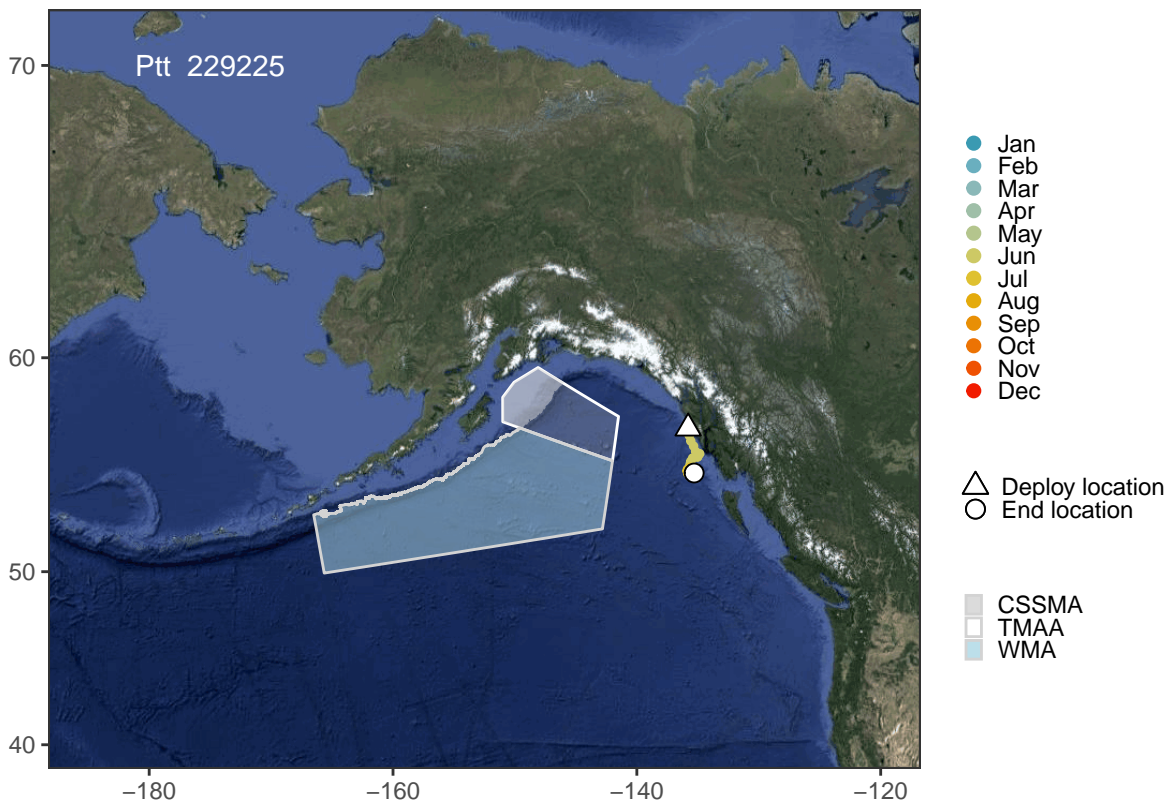 Ptt 229225
70
60
50
40
−180
−160
−140
−120
Jan
Feb
Mar
Apr
May
Jun
Jul
Aug
Sep
Oct
Nov
Dec
Deploy location
End location
CSSMA
TMAA
WMA